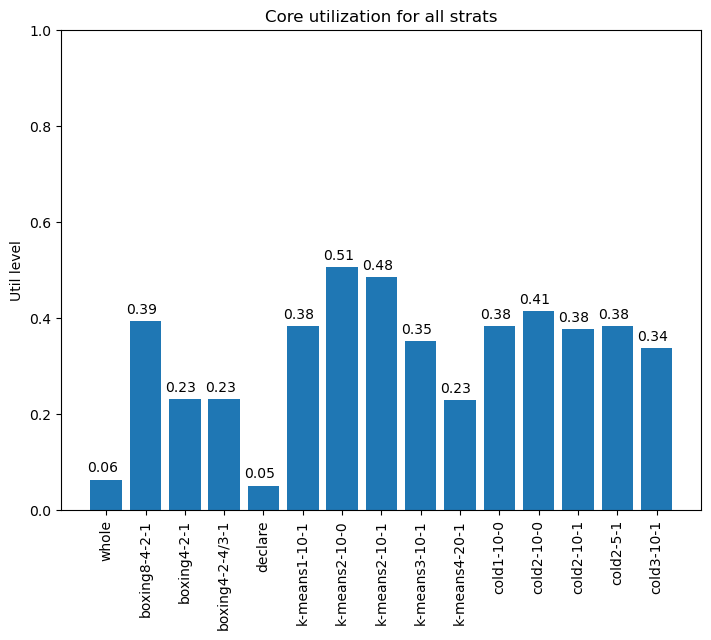 Core utilization for all strats
Util level
1.0
0.8
0.6
0.4
0.2
0.0
0.06
0.39
0.23
0.23
0.05
0.38
0.51
0.48
0.35
0.23
0.38
0.41
0.38
0.38
0.34
whole
boxing8-4-2-1
boxing4-2-1
boxing4-2-4/3-1
declare
k-means1-10-1
k-means2-10-0
k-means2-10-1
k-means3-10-1
k-means4-20-1
cold1-10-0
cold2-10-0
cold2-10-1
cold2-5-1
cold3-10-1